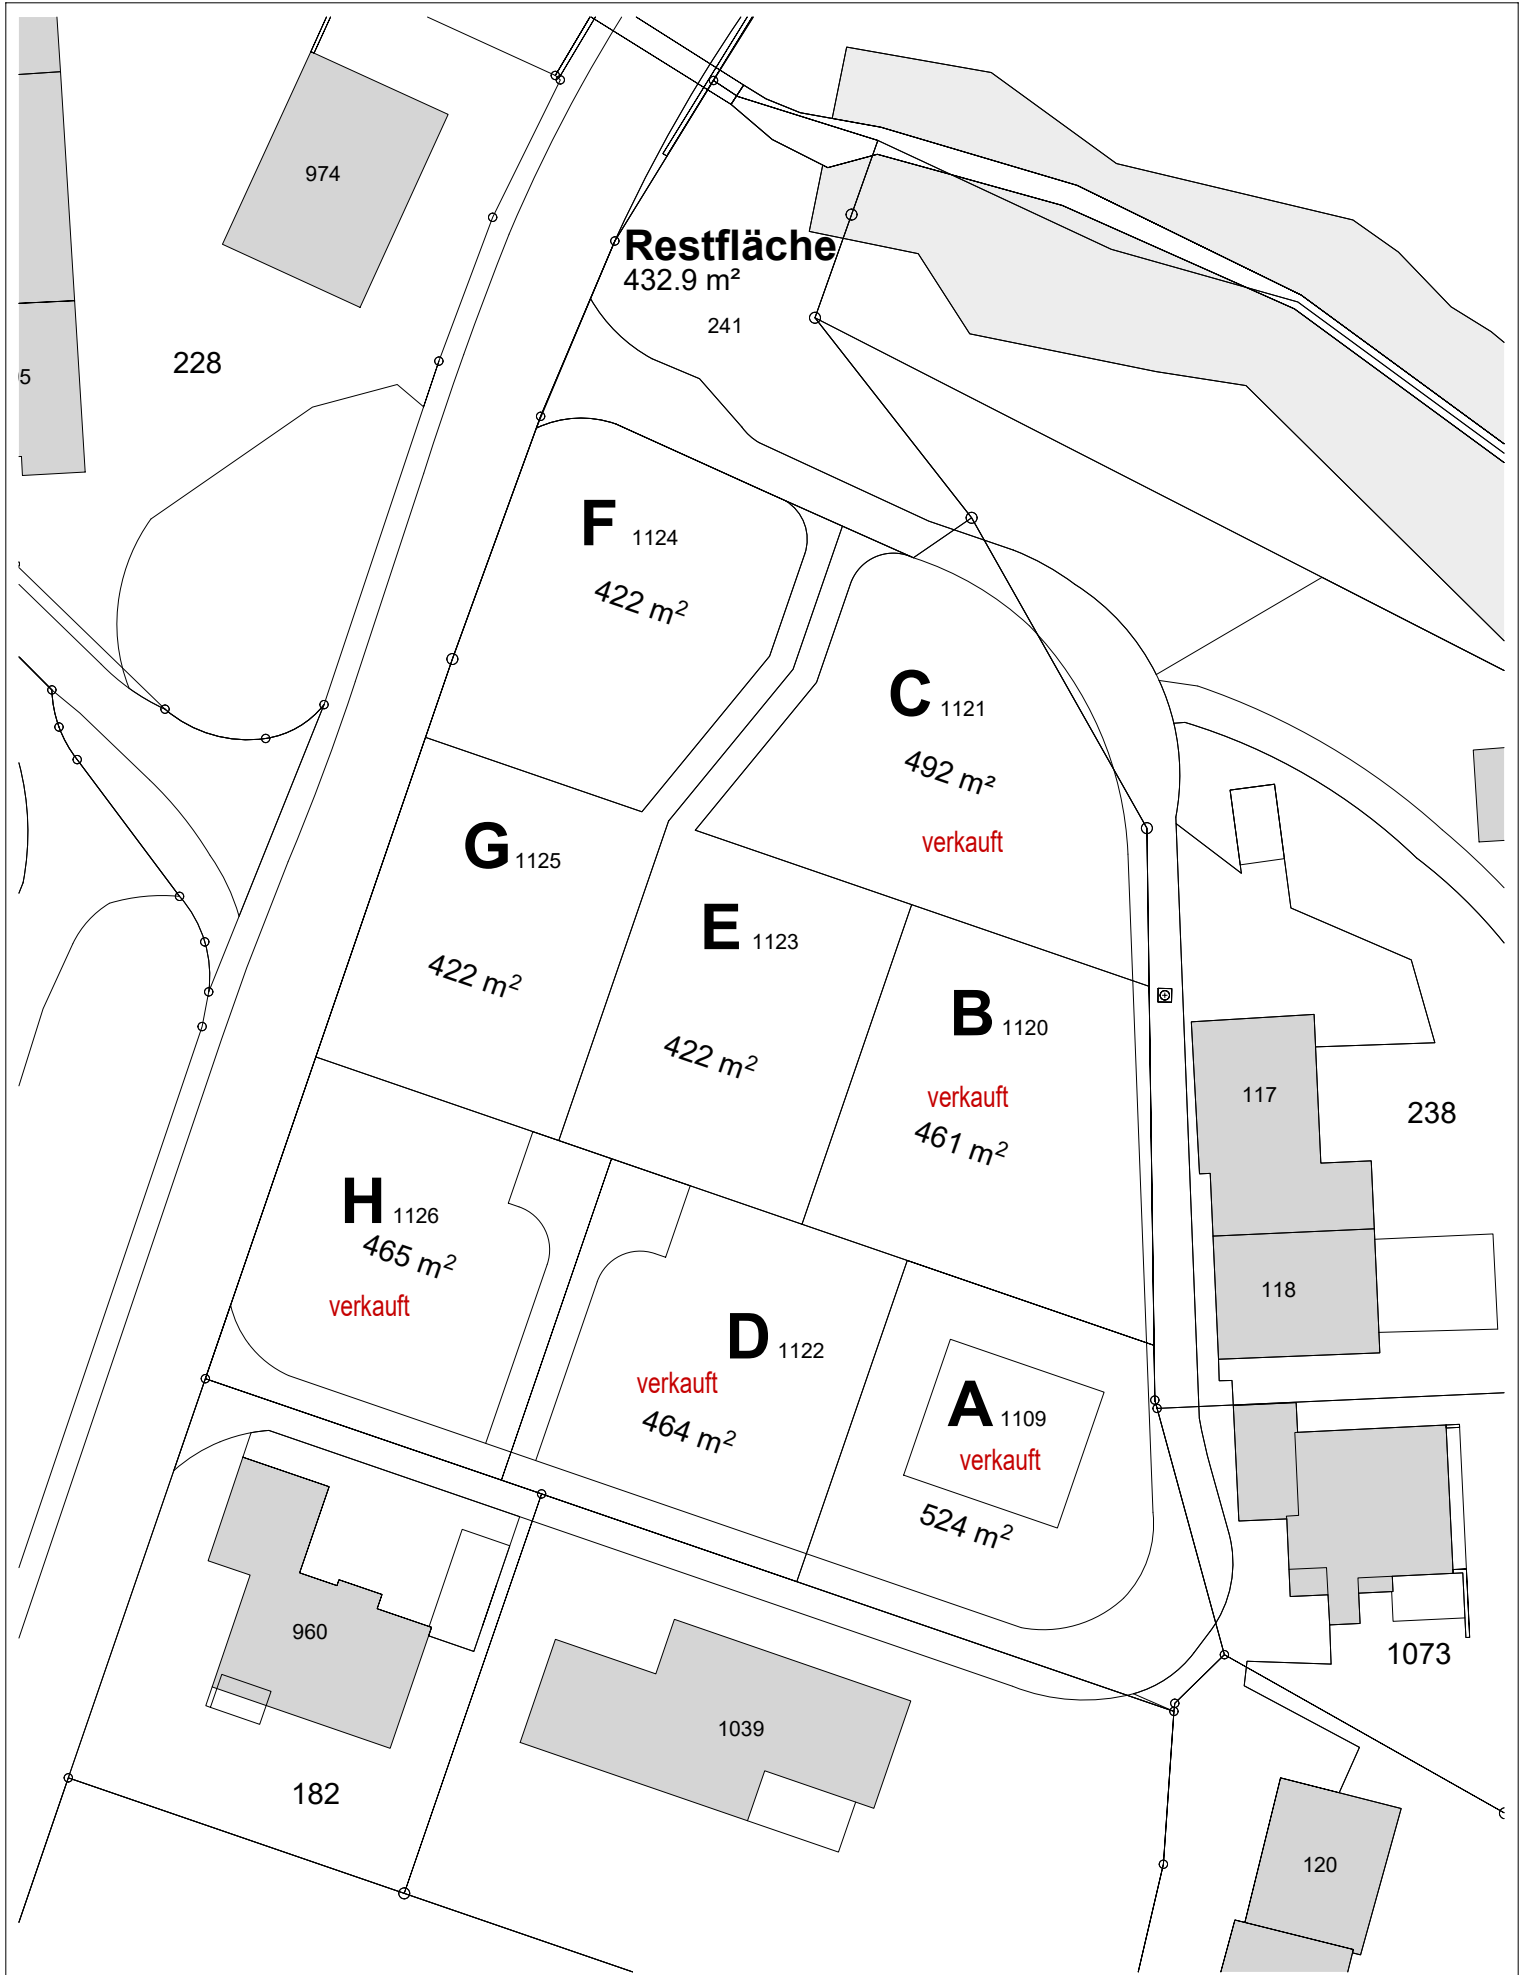 974
Restfläche
432.9 m²
241
228
5
F 1124
422 m²
C 1121
492 m²
verkauft
G 1125
422 m²
E 1123
422 m²
B 1120
verkauft
461 m²
117
238
118
H 1126
465 m²
verkauft
D 1122
verkauft
464 m²
A 1109
verkauft
524 m²
960
1073
1039
182
120